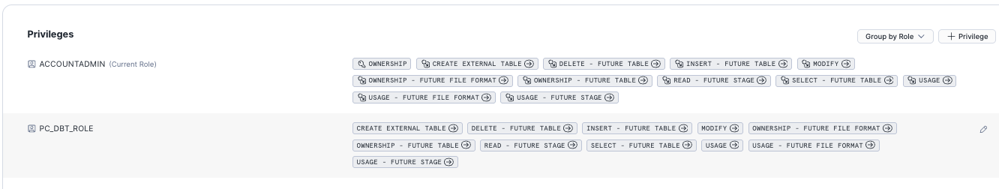 Privileges
Group by Role
+ Privilege
ACCOUNTADMIN (Current Role)
OWNERSHIP CREATE EXTERNAL TABLE DELETE - FUTURE TABLE INSERT - FUTURE TABLE MODIFY
OWNERSHIP - FUTURE FILE FORMAT OWNERSHIP - FUTURE TABLE READ - FUTURE STAGE SELECT - FUTURE TABLE USAGE
USAGE - FUTURE FILE FORMAT USAGE - FUTURE STAGE
PC_DBT_ROLE
CREATE EXTERNAL TABLE DELETE - FUTURE TABLE INSERT - FUTURE TABLE MODIFY OWNERSHIP - FUTURE FILE FORMAT
OWNERSHIP - FUTURE TABLE READ - FUTURE STAGE SELECT - FUTURE TABLE USAGE USAGE - FUTURE FILE FORMAT
USAGE - FUTURE STAGE